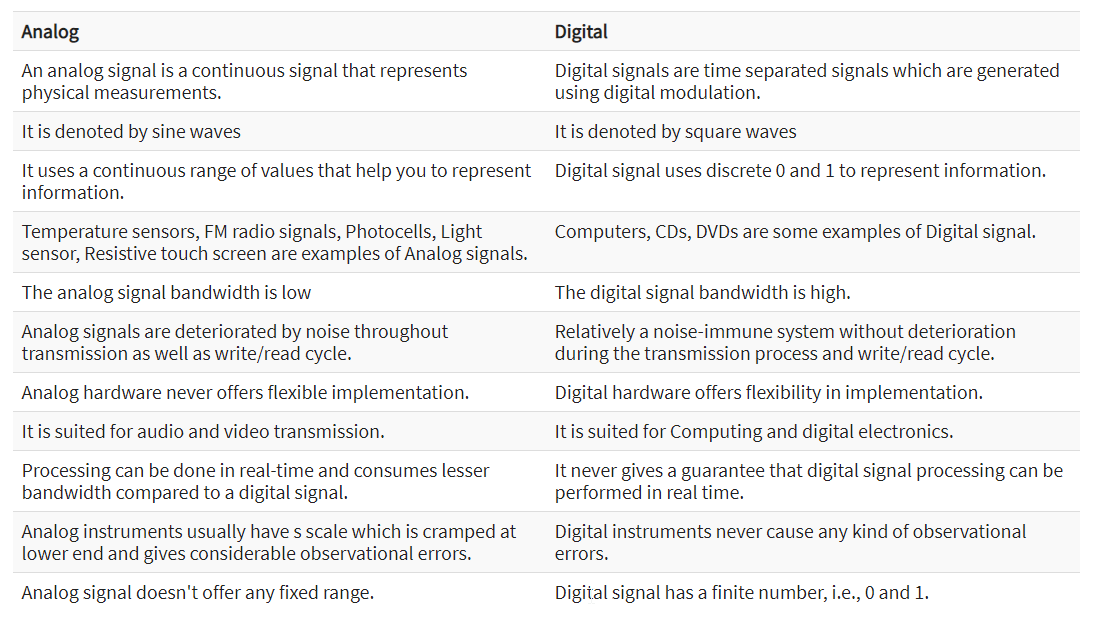 Analog Digital
An analog signal is a continuous signal that represents
physical measurements.
Digital signals are time separated signals which are generated
using digital modulation.
It is denoted by sine waves
It is denoted by square waves
It uses a continuous range of values that help you to represent
information.
Digital signal uses discrete 0 and 1 to represent information.
Temperature sensors, FM radio signals, Photocells, Light
sensor, Resistive touch screen are examples of Analog signals.
Computers, CDs, DVDs are some examples of Digital signal.
The analog signal bandwidth is low
The digital signal bandwidth is high.
Analog signals are deteriorated by noise throughout
transmission as well as write/read cycle.
Relatively a noise-immune system without deterioration
during the transmission process and write/read cycle.
Analog hardware never offers flexible implementation.
Digital hardware offers flexibility in implementation.
It is suited for audio and video transmission.
It is suited for Computing and digital electronics.
Processing can be done in real-time and consumes lesser
bandwidth compared to a digital signal.
It never gives a guarantee that digital signal processing can be
performed in real time.
Analog instruments usually have s scale which is cramped at
lower end and gives considerable observational errors.
Digital instruments never cause any kind of observational
errors.
Analog signal doesn't offer any fixed range.
Digital signal has a finite number, i.e., 0 and 1.